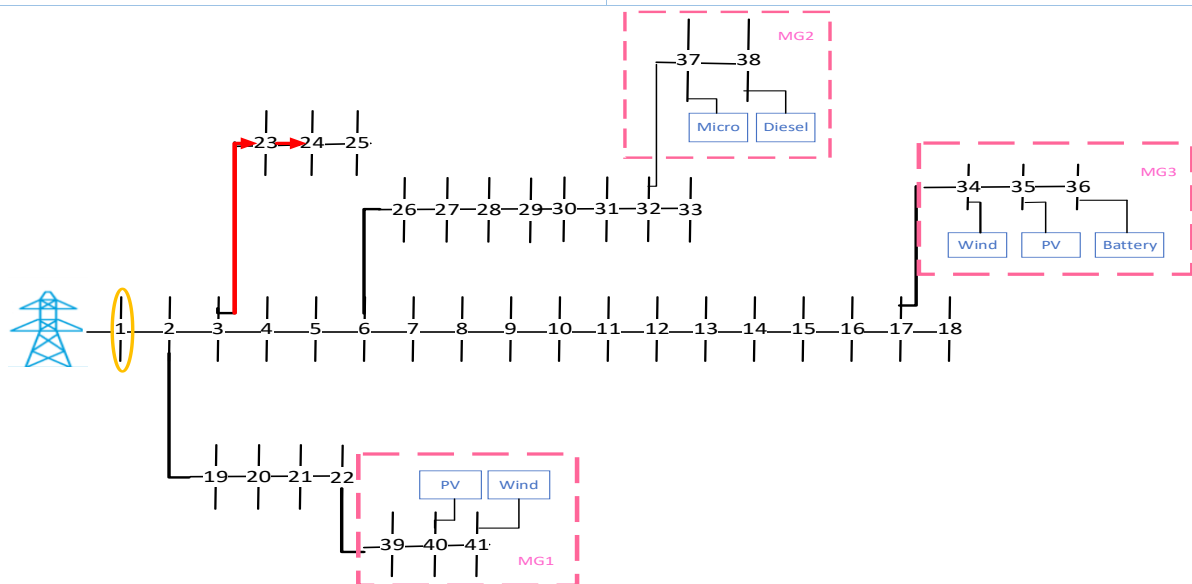 MG2
37 38
Micro Diesel
23 24 25
MG3
34 35 36
Wind PV Battery
26 27 28 29 30 31 32 33
1 2 3 4 5 6 7 8 9 10 11 12 13 14 15 16 17 18
19 20 21 22
PV Wind
39 40 41
MG1